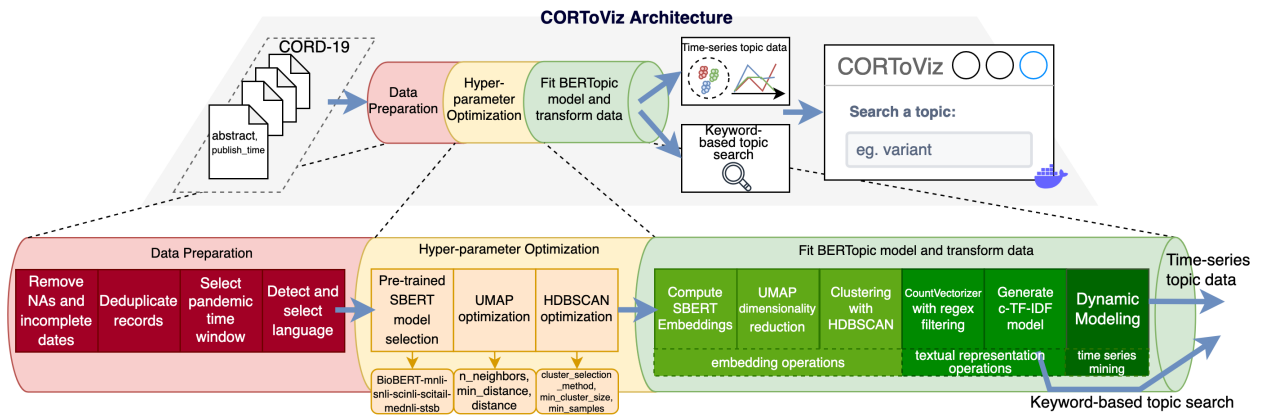 CORToViz Architecture
CORD-19
abstract,
publish_time
Data
Preparation
Hyper-
parameter
Optimization
Fit BERTopic
model and
transform data
Time-series topic data
Keyword-
based topic
search
CORToViz
Search a topic:
eg. variant
Data Preparation
Remove
NAs and
incomplete
dates
Deduplicate
records
Select
pandemic
time
window
Detect and
select
language
Hyper-parameter Optimization
Pre-trained
SBERT
model
selection
UMAP
optimization
HDBSCAN
optimization
BioBERT-mnli-
snli-scinli-scitail-
mednli-stsb
n_neighbors,
min_distance,
distance
cluster_selection
_method,
min_cluster_size,
min_samples
Fit BERTopic model and transform data
Compute
SBERT
Embeddings
UMAP
dimensionality
reduction
Clustering
with
HDBSCAN
CountVectorizer
with regex
filtering
Generate
c-TF-IDF
model
Dynamic
Modeling
embedding operations
textual representation
operations
time series
mining
Time-series
topic data
Keyword-based topic search